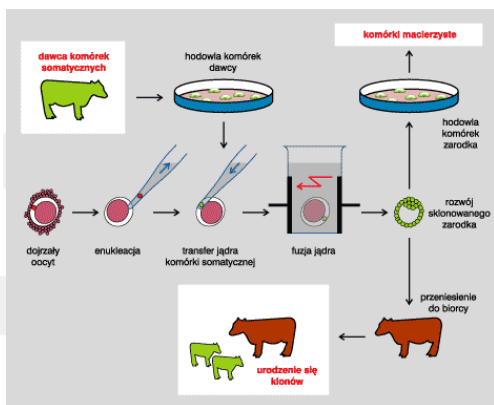 dawca komórek
somatycznych
hodowla komórek
dawcy
komórki macierzyste
hodowla
komórek
zarodka
dojrzały
oocyt
enukleacja
transfer jądra
komórki somatycznej
fuzja jądra
rozwój
sklonowanego
zarodka
przeniesienie
do biorcy
urodzenie się
klonów